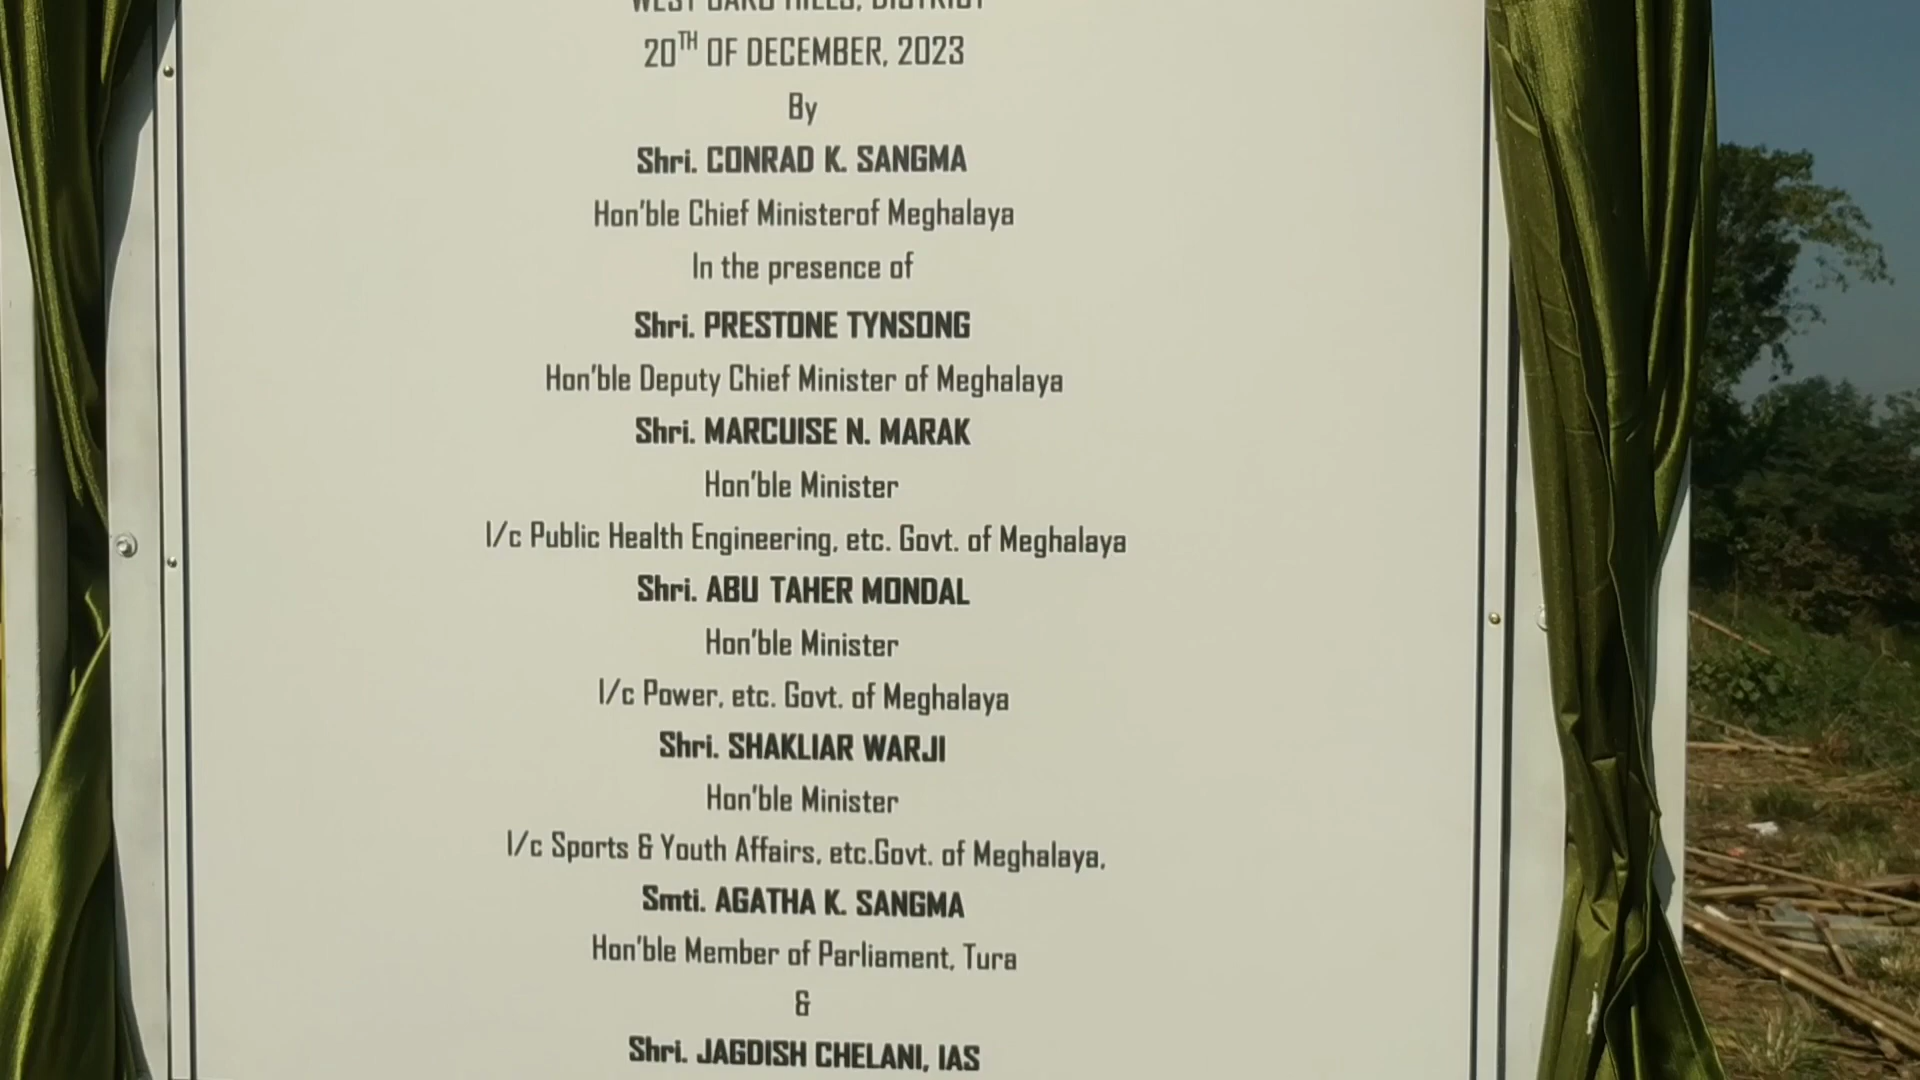 WEST GARO HILLS, DISTRICT
20TH OF DECEMBER, 2023
By
Shri. CONRAD K. SANGMA
Hon'ble Chief Ministerof Meghalaya
In the presence of
Shri. PRESTONE TYNSONG
Hon'ble Deputy Chief Minister of Meghalaya
Shri. MARCUISE N. MARAK
Hon'ble Minister
I/c Public Health Engineering, etc. Govt. of Meghalaya
Shri. ABU TAHER MONDAL
Hon'ble Minister
I/c Power, etc. Govt. of Meghalaya
Shri. SHAKLIAR WARJI
Hon'ble Minister
I/c Sports & Youth Affairs, etc.Govt. of Meghalaya,
Smti. AGATHA K. SANGMA
Hon'ble Member of Parliament, Tura
&
Shri. JAGDISH CHELANI, IAS